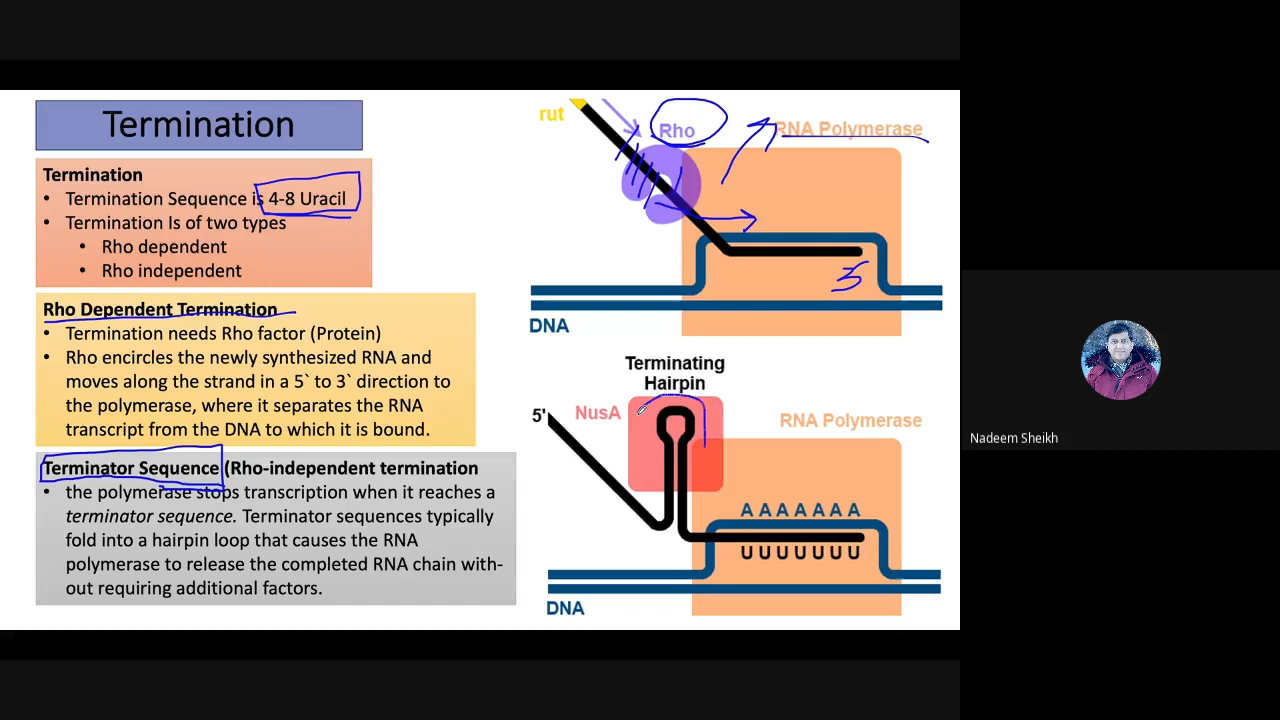 Termination
Termination
• Termination Sequence is 4-8 Uracil
• Termination Is of two types
• Rho dependent
• Rho independent
Rho Dependent Termination
• Termination needs Rho factor (Protein)
• Rho encircles the newly synthesized RNA and
moves along the strand in a 5` to 3` direction to
the polymerase, where it separates the RNA
transcript from the DNA to which it is bound.
Terminator Sequence (Rho-independent termination
• the polymerase stops transcription when it reaches a
terminator sequence. Terminator sequences typically
fold into a hairpin loop that causes the RNA
polymerase to release the completed RNA chain with-
out requiring additional factors.
rut
Rho
RNA Polymerase
DNA
Terminating
Hairpin
5'
NusA
RNA Polymerase
A A A A A A A
U U U U U U U
DNA
Nadeem Sheikh